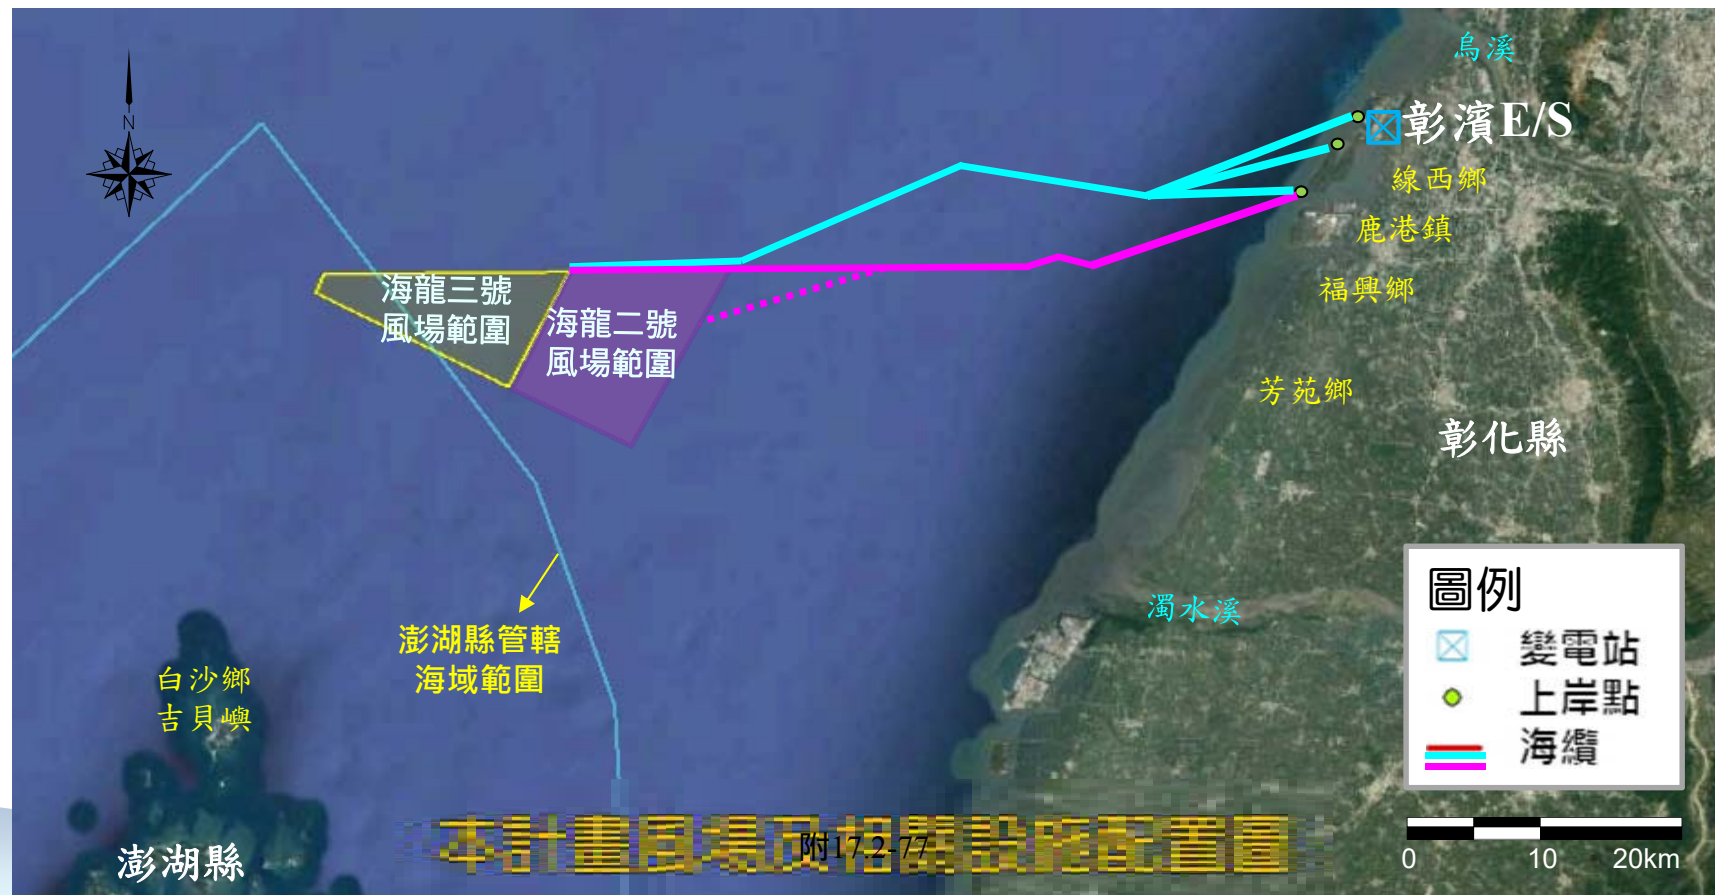 烏溪
N
彰濱E/S
線西鄉
鹿港鎮
海龍三號
風場範圍
海龍二號
風場範圍
福興鄉
芳苑鄉
彰化縣
圖例
變電站
上岸點
海纜
濁水溪
澎湖縣管轄
海域範圍
白沙鄉
吉貝嶼
附17.2-77
澎湖縣
0 10 20km